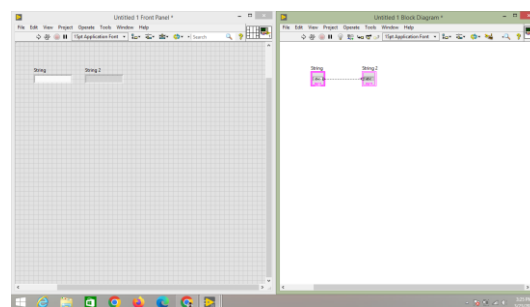 Untitled 1 Front Panel *
File Edit View Project Operate Tools Window Help
15pt Application Font
Search
String
String 2
Untitled 1 Block Diagram *
File Edit View Project Operate Tools Window Help
15pt Application Font
String
String 2